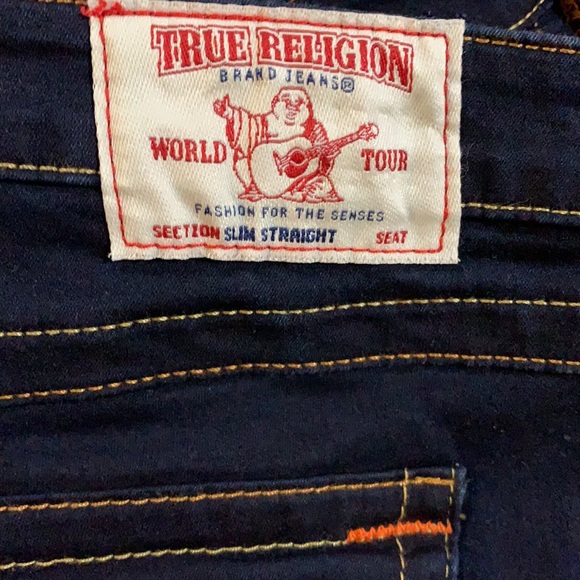 TRUE RELIGION
BRAND JEANS®
WORLD TOUR
FASHION FOR THE SENSES
SECTION SLIM STRAIGHT SEAT